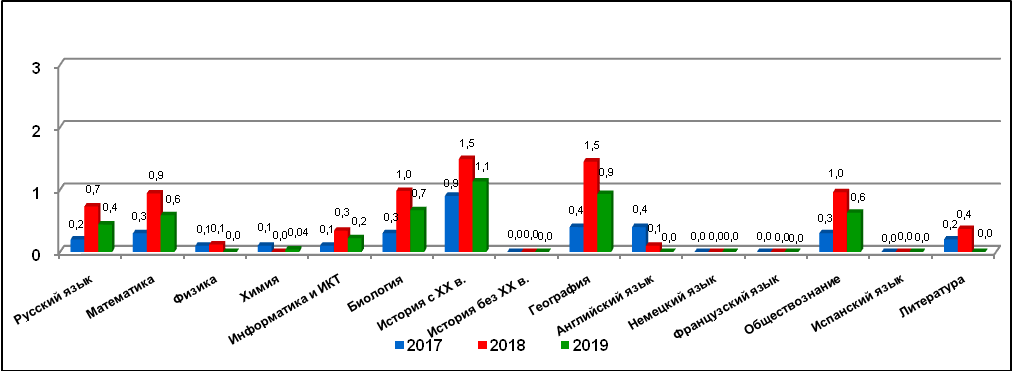 3
2
1
0
0,2 0,7 0,4
0,3 0,9 0,6
0,1 0,1 0,0
0,1 0,0 0,04
0,1 0,3 0,2
0,3 1,0 0,7
0,9 1,5 1,1
0,0 0,0 0,0
0,4 1,5 0,9
0,4 0,1 0,0
0,0 0,0 0,0
0,0 0,0 0,0
0,3 1,0 0,6
0,0 0,0 0,0
0,2 0,4 0,0
Русский язык
Математика
Физика
Химия
Информатика и ИКТ
Биология
История с XX в.
История без XX в.
География
Английский язык
Немецкий язык
Французский язык
Обществознание
Испанский язык
Литература
2017 2018 2019